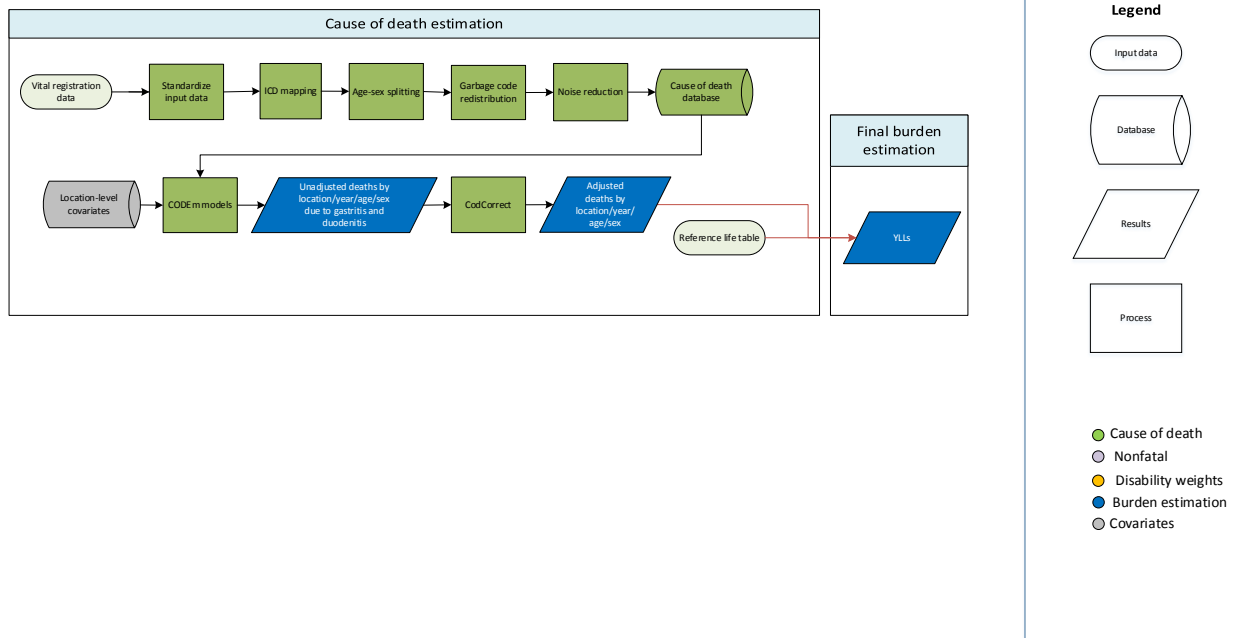 Cause of death estimation
Vital registration
data
Standardize
input data
ICD mapping
Age-sex splitting
Garbage code
redistribution
Noise reduction
Cause of death
database
Location-level
covariates
CODEm models
Unadjusted deaths by
location/year/age/sex
due to gastritis and
duodenitis
CodCorrect
Adjusted
deaths by
location/year/
age/sex
Reference life table
Final burden
estimation
YLLs
Legend
Input data
Database
Results
Process
Cause of death
Nonfatal
Disability weights
Burden estimation
Covariates